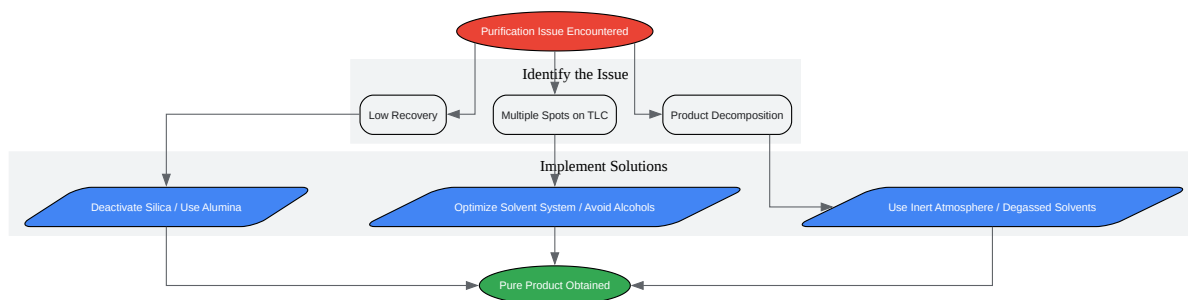 Purification Issue Encountered
Identify the Issue
Low Recovery
Multiple Spots on TLC
Product Decomposition
Implement Solutions
Deactivate Silica / Use Alumina
Optimize Solvent System / Avoid Alcohols
Use Inert Atmosphere / Degassed Solvents
Pure Product Obtained